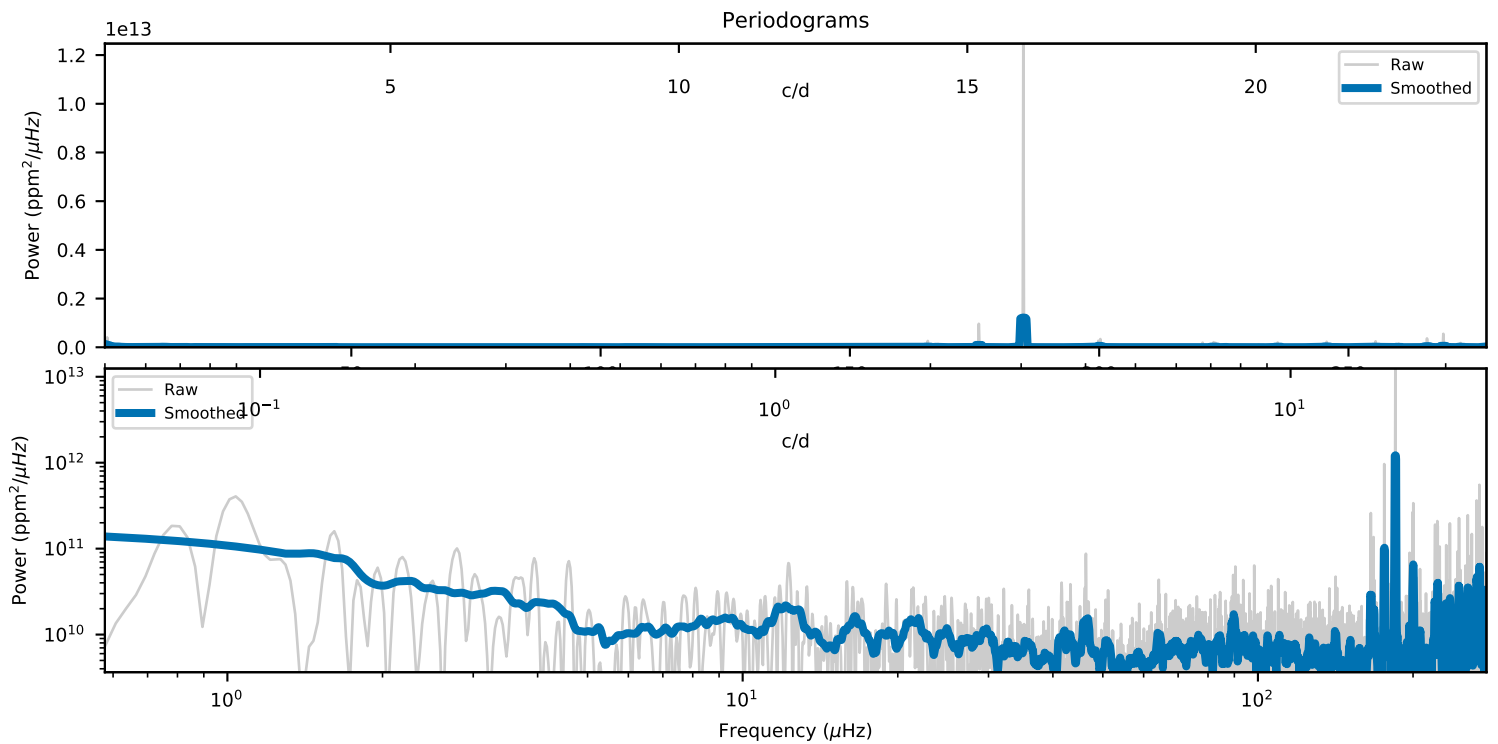 Periodograms
1e13
1.2
1.0
0.8
0.6
0.4
0.2
0.0
Power (ppm²/μHz)
5 10 15 20
c/d
Raw
Smoothed
10¹³
10¹²
10¹¹
10¹⁰
Power (ppm²/μHz)
Raw
Smoothed
10⁻¹ 10⁰ 10¹
c/d
10⁰ 10¹ 10²
Frequency (μHz)